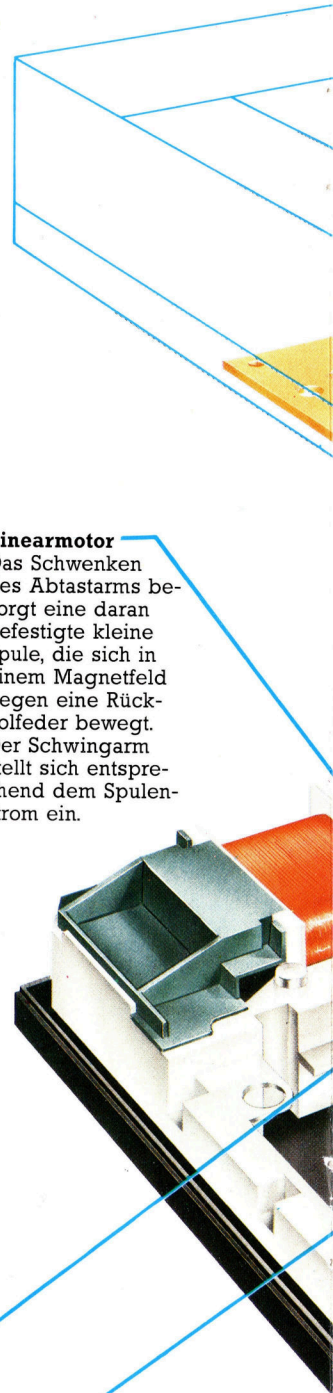 inearmotor
as Schwenken
es Abtastarms be-
orgt eine daran
efestigte kleine
pule, die sich in
inem Magnetfeld
egen eine Rück-
olfeder bewegt.
er Schwingarm
tellt sich entspre-
hend dem Spulen-
trom ein.